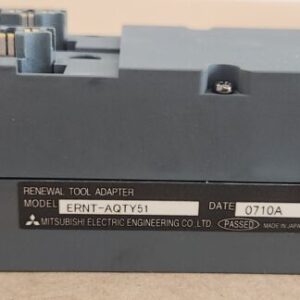 RENEWAL TOOL ADAPTER
MODEL ERNT-AQTY51 DATE 0710A
MITSUBISHI ELECTRIC ENGINEERING CO.,LTD. PASSED MADE IN JAPAN